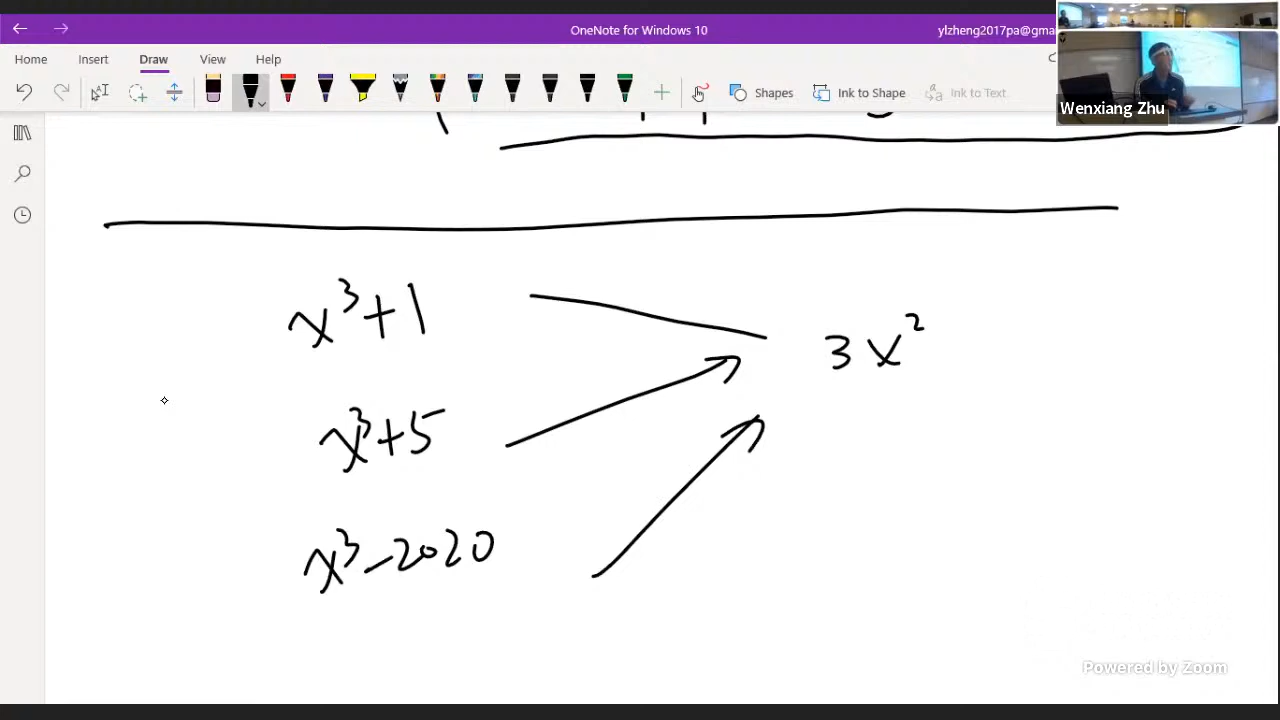 OneNote for Windows 10
ylzheng2017pa@gma
Home Insert Draw View Help
Shapes Ink to Shape Ink to Text
Wenxiang Zhu
x³+1
3x²
x³+5
x³-2020
Powered by Zoom